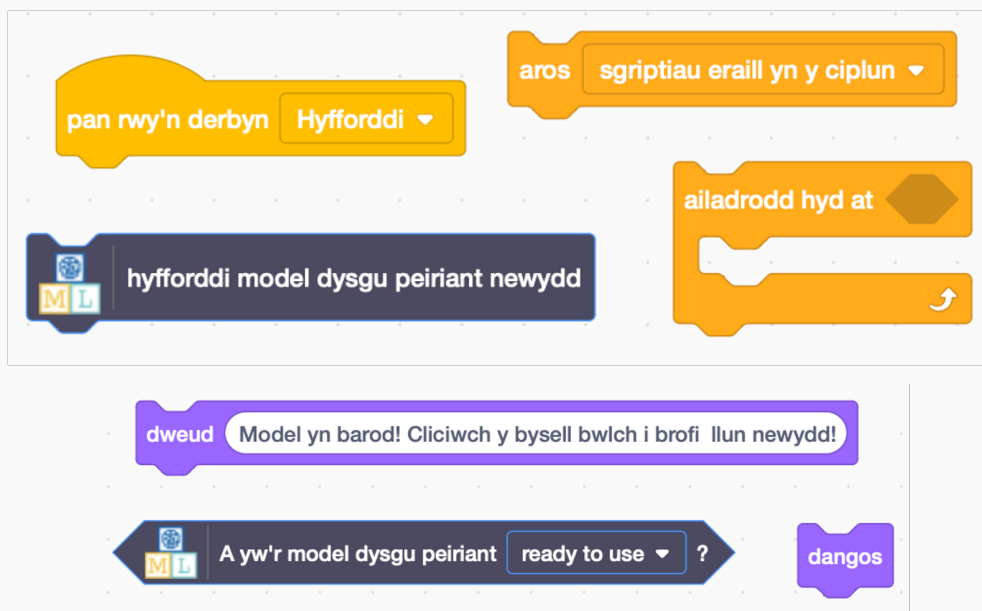 aros sgriptiau eraill yn y ciplun
pan rwy'n derbyn Hyfforddi
ailadrodd hyd at
M L hyfforddi model dysgu peiriant newydd
dweud Model yn barod! Cliciwch y bysell bwlch i brofi llun newydd!
M L A yw'r model dysgu peiriant ready to use ?
dangos